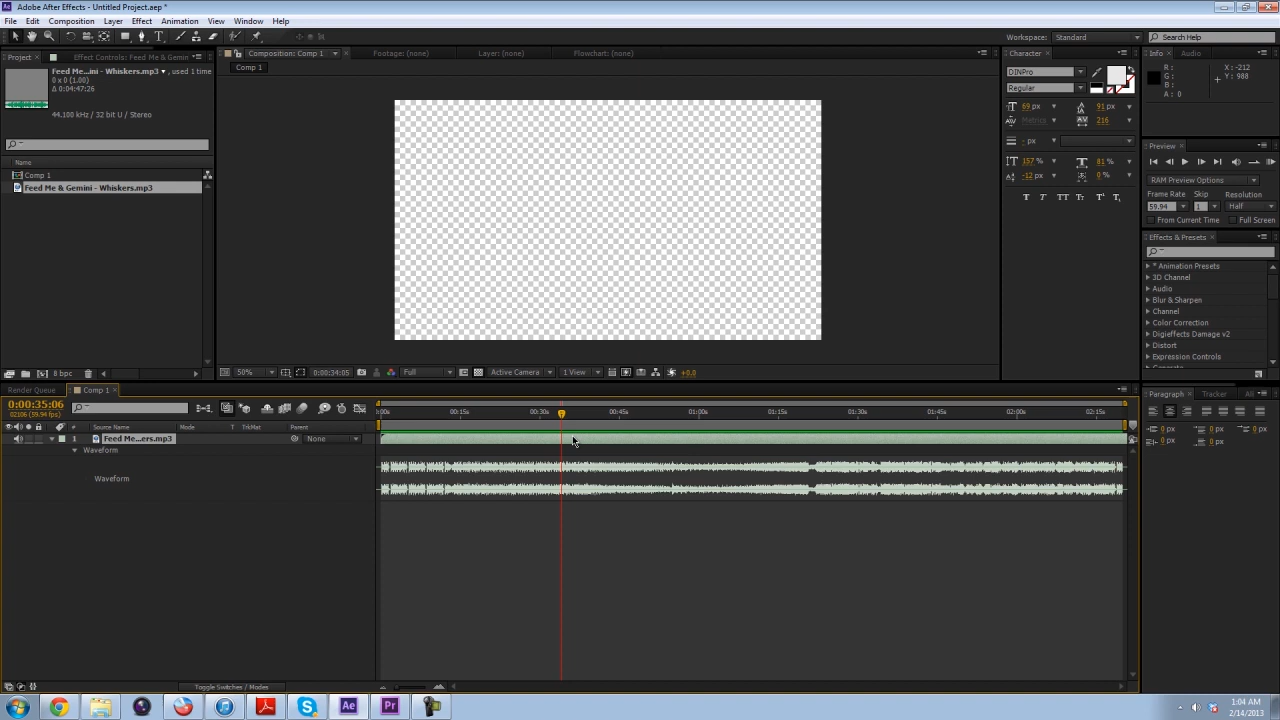 Adobe After Effects - Untitled Project.aep *
File Edit Composition Layer Effect Animation View Window Help
Workspace: Standard Search Help
Project Effect Controls: Feed Me & Gemin
Composition: Comp 1 Footage: (none) Layer: (none) Flowchart: (none)
Character Info Audio
Comp 1
Feed Me...ini - Whiskers.mp3 , used 1 time
0 x 0 (1.00)
Δ 0:04:47:26
44.100 kHz / 32 bit U / Stereo
Name
Comp 1
Feed Me & Gemini - Whiskers.mp3
8 bpc
50% 0:00:34:05 Full Active Camera 1 View +0.0
DINPro
Regular
69 px 91 px
Metrics 216
- px
157 % 81 %
-12 px 0 %
R :
G :
B :
A : 0
X : -212
Y : 988
Preview
RAM Preview Options
Frame Rate Skip Resolution
59.94 1 Half
From Current Time Full Screen
Effects & Presets
* Animation Presets
3D Channel
Audio
Blur & Sharpen
Channel
Color Correction
Digieffects Damage v2
Distort
Expression Controls
Render Queue Comp 1
0:00:35:06
02106 (59.94 fps)
:00s 00:15s 00:30s 00:45s 01:00s 01:15s 01:30s 01:45s 02:00s 02:15s
# Source Name Mode T TrkMat Parent
1 Feed Me...ers.mp3 None
Waveform
Waveform
Toggle Switches / Modes
Paragraph Tracker Ali
0 px 0 px 0 px
0 px 0 px
1:04 AM
2/14/2013